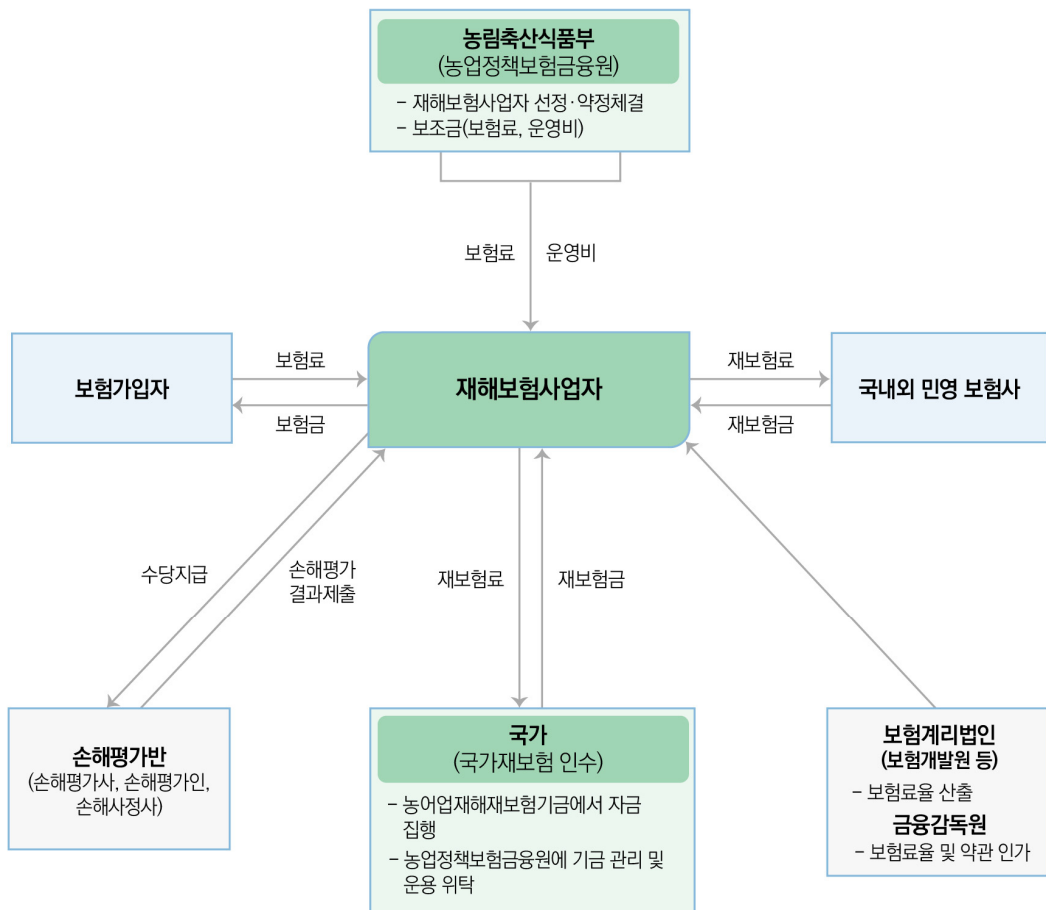 농림축산식품부
(농업정책보험금융원)
- 재해보험사업자 선정·약정체결
- 보조금(보험료, 운영비)
보험료
운영비
보험가입자
보험료
보험금
재해보험사업자
재보험료
재보험금
국내외 민영 보험사
수당지급
손해평가
결과제출
재보험료
재보험금
손해평가반
(손해평가사, 손해평가인,
손해사정사)
국가
(국가재보험 인수)
- 농어업재해재보험기금에서 자금
집행
- 농업정책보험금융원에 기금 관리 및
운용 위탁
보험계리법인
(보험개발원 등)
- 보험료율 산출
금융감독원
- 보험료율 및 약관 인가